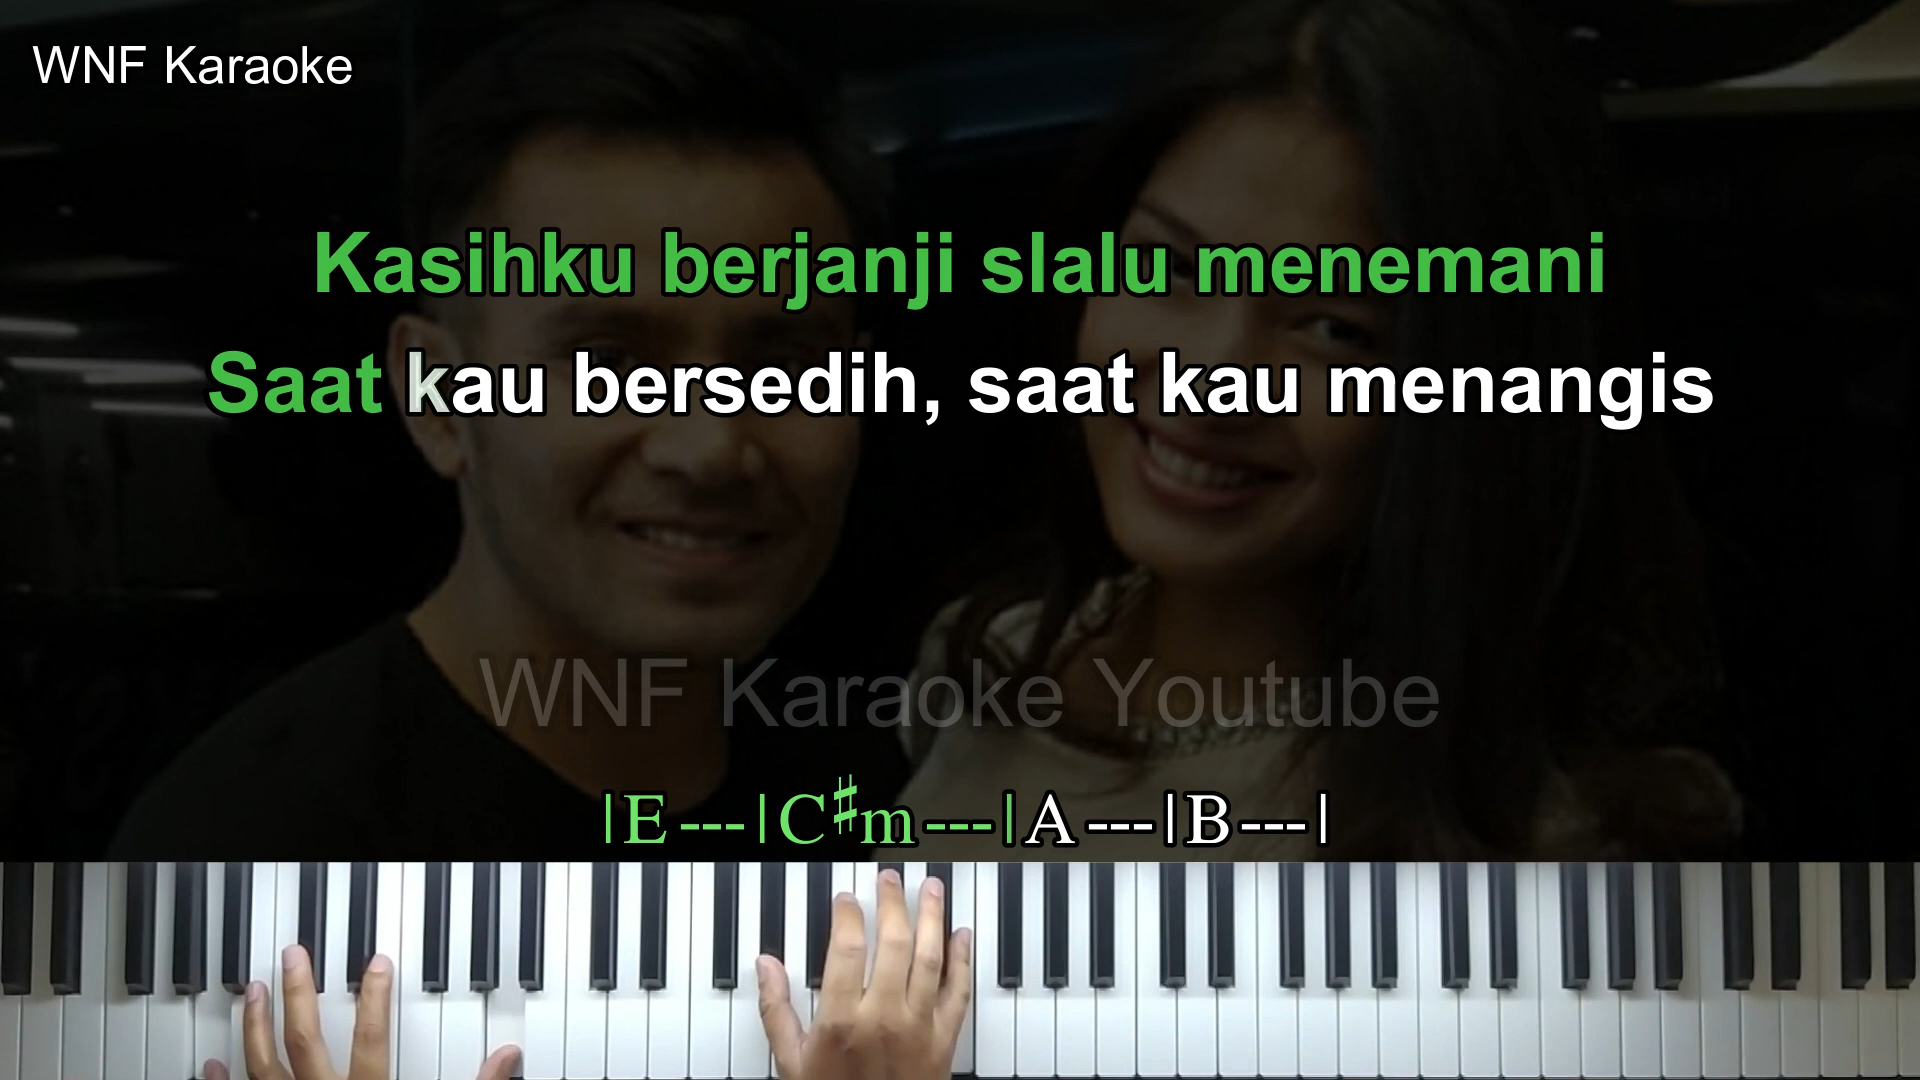 WNF Karaoke
Kasihku berjanji slalu menemani
Saat kau bersedih, saat kau menangis
WNF Karaoke Youtube
|E---|C♯m---|A---|B---|